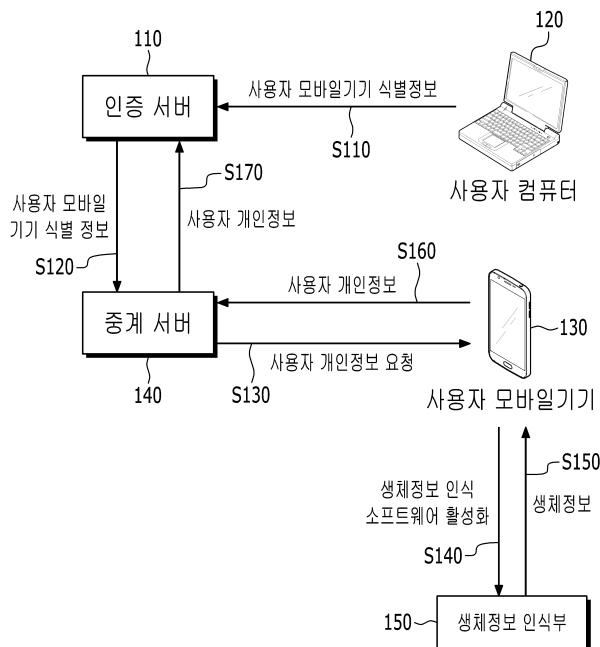 110
인증 서버
120
사용자 모바일기기 식별정보
S110
사용자 컴퓨터
S170
사용자 모바일
기기 식별 정보
사용자 개인정보
S120
S160
사용자 개인정보
중계 서버
130
사용자 개인정보 요청
140
S130
사용자 모바일기기
S150
생체정보 인식
소프트웨어 활성화
생체정보
S140
150
생체정보 인식부